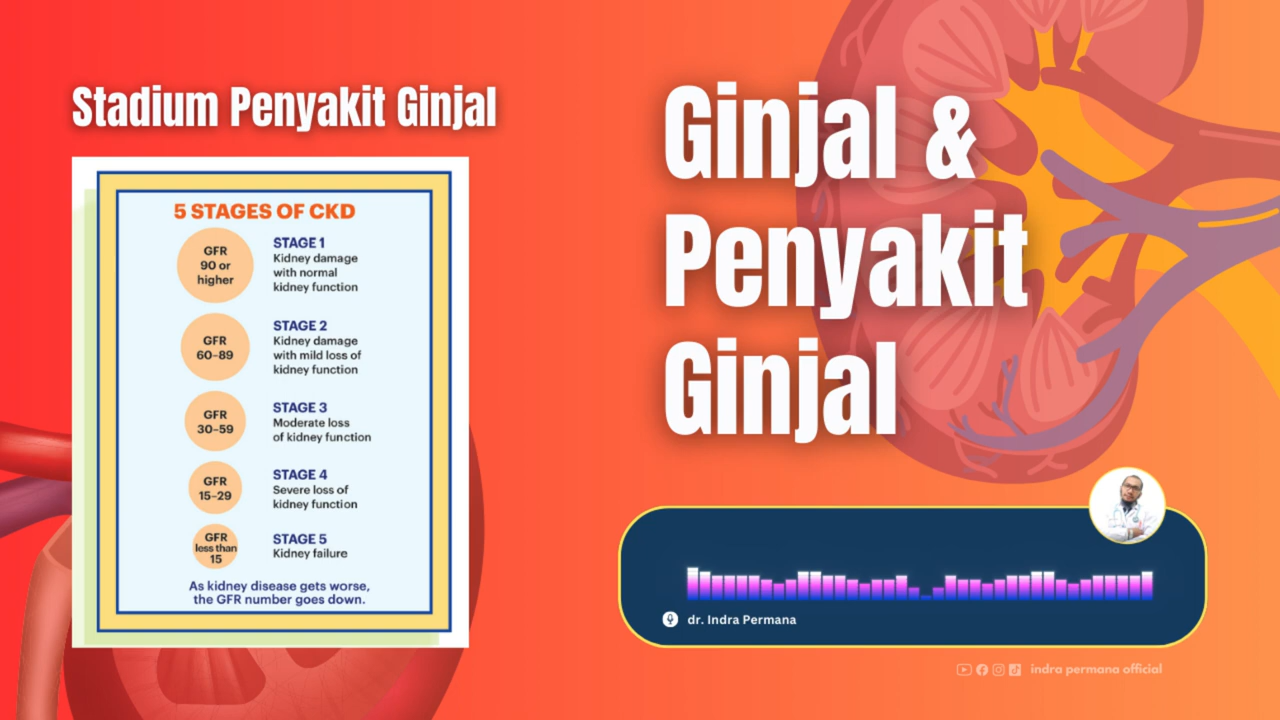 Stadium Penyakit Ginjal
5 STAGES OF CKD
GFR
90 or
higher
STAGE 1
Kidney damage
with normal
kidney function
GFR
60–89
STAGE 2
Kidney damage
with mild loss of
kidney function
GFR
30–59
STAGE 3
Moderate loss
of kidney function
GFR
15–29
STAGE 4
Severe loss of
kidney function
GFR
less than
15
STAGE 5
Kidney failure
As kidney disease gets worse,
the GFR number goes down.
Ginjal &
Penyakit
Ginjal
dr. Indra Permana
indra permana official